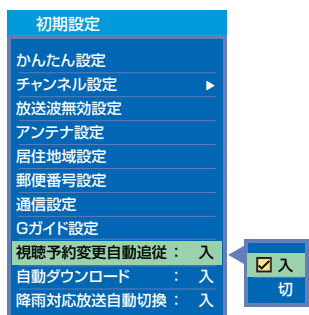 初期設定
かんたん設定
チャンネル設定 ▶
放送波無効設定
アンテナ設定
居住地域設定
郵便番号設定
通信設定
Gガイド設定
視聴予約変更自動追従： 入
自動ダウンロード ： 入
降雨対応放送自動切換： 入
入
切